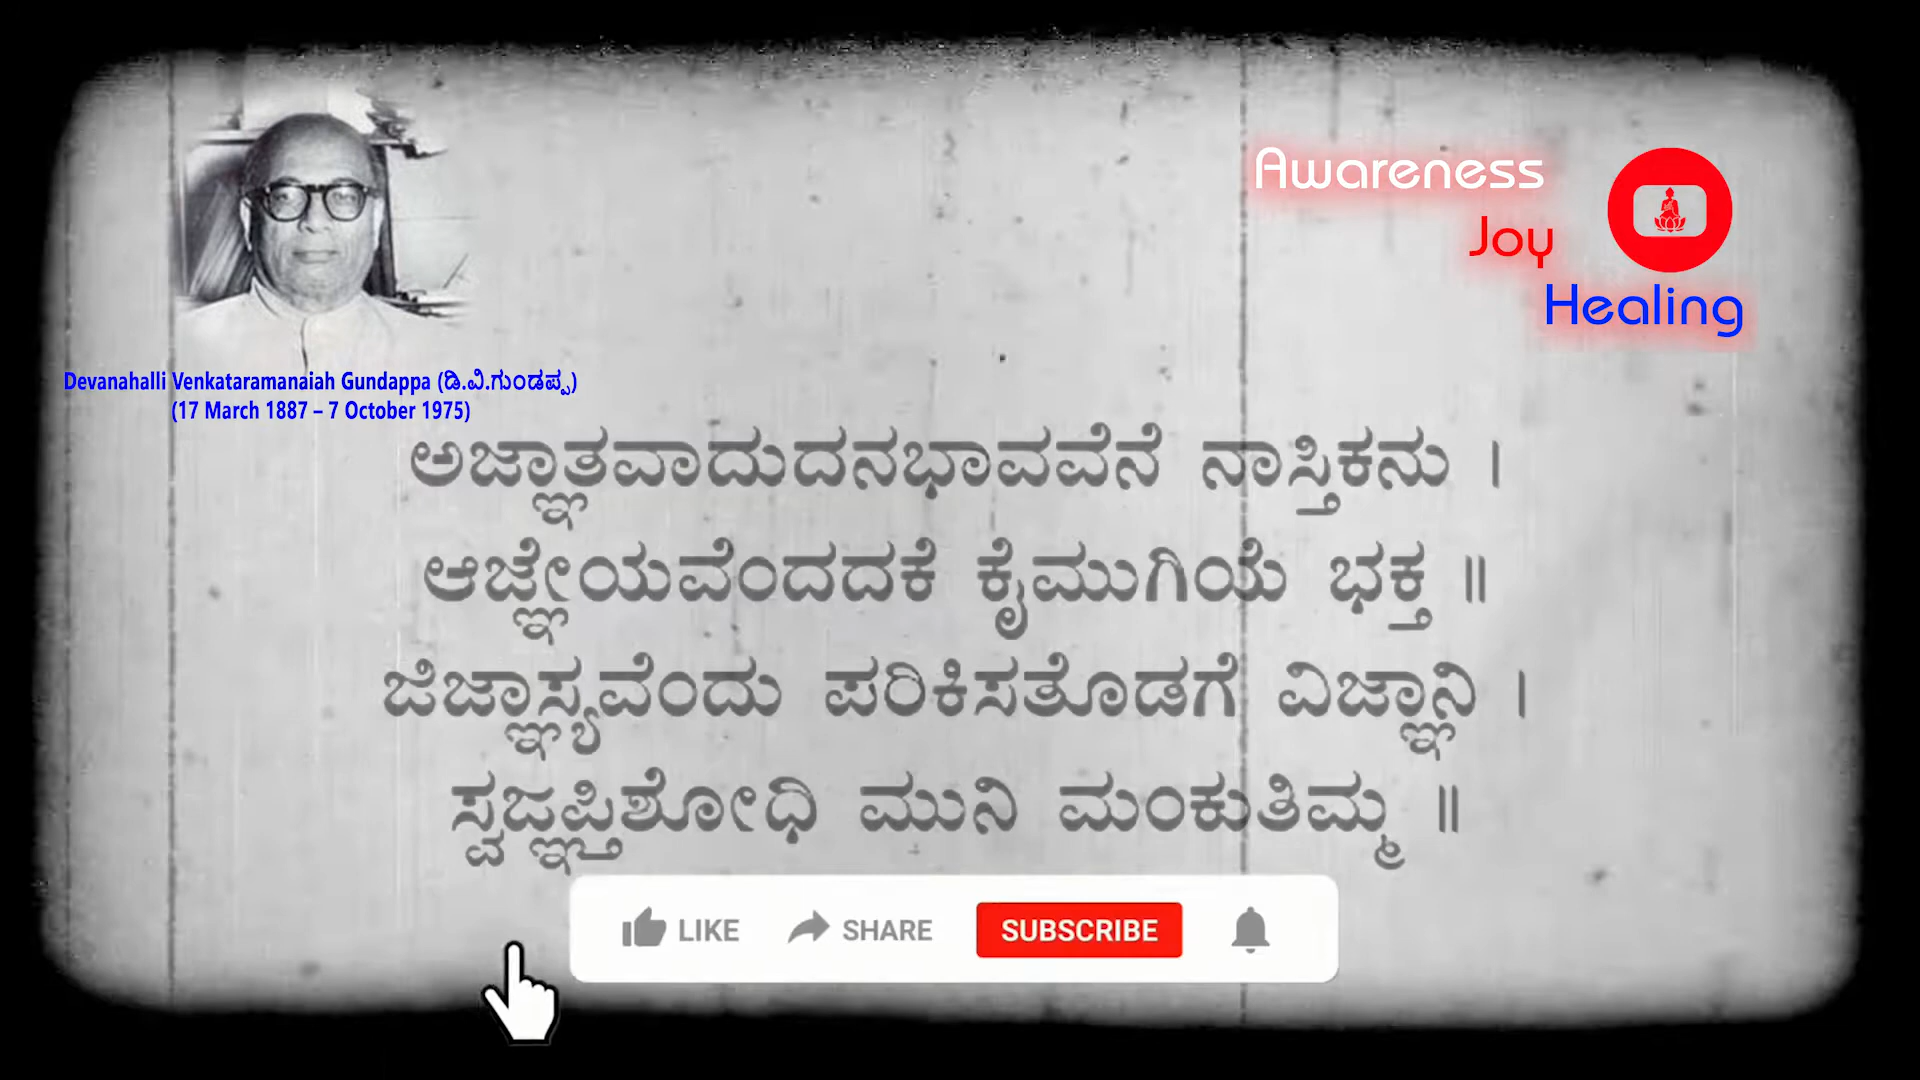 Awareness
Joy
Healing
Devanahalli Venkataramanaiah Gundappa (ಡಿ.ವಿ.ಗುಂಡಪ್ಪ)
(17 March 1887 – 7 October 1975)
ಅಜ್ಞಾತವಾದುದನಭಾವವೆನೆ ನಾಸ್ತಿಕನು ।
ಆಜ್ಞೇಯವೆಂದದಕೆ ಕೈಮುಗಿಯೆ ಭಕ್ತ ॥
ಜಿಜ್ಞಾಸ್ಯವೆಂದು ಪರಿಕಿಸತೊಡಗೆ ವಿಜ್ಞಾನಿ ।
ಸ್ವಜ್ಞಪ್ತಿಶೋಧಿ ಮುನಿ ಮಂಕುತಿಮ್ಮ ॥
LIKE SHARE SUBSCRIBE